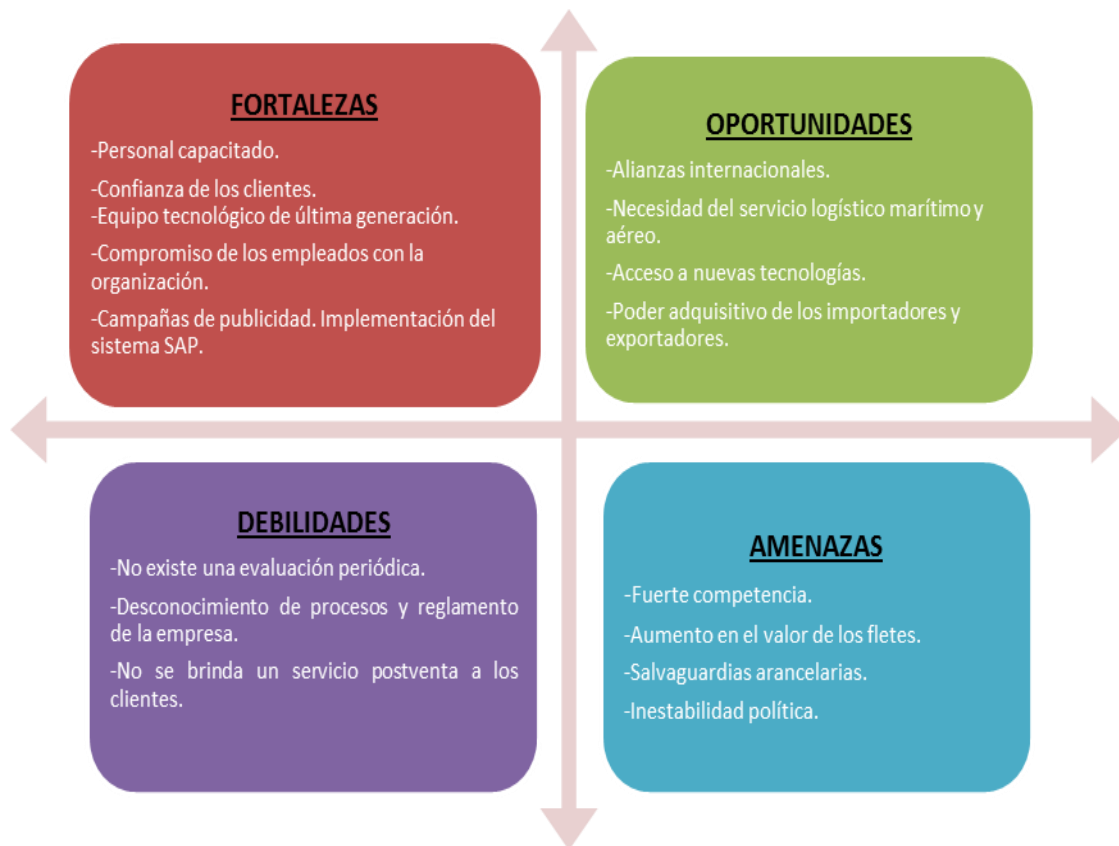 FORTALEZAS
-Personal capacitado.
-Confianza de los clientes.
-Equipo tecnológico de última generación.
-Compromiso de los empleados con la
organización.
-Campañas de publicidad. Implementación del
sistema SAP.
OPORTUNIDADES
-Alianzas internacionales.
-Necesidad del servicio logístico marítimo y
aéreo.
-Acceso a nuevas tecnologías.
-Poder adquisitivo de los importadores y
exportadores.
DEBILIDADES
-No existe una evaluación periódica.
-Desconocimiento de procesos y reglamento
de la empresa.
-No se brinda un servicio postventa a los
clientes.
AMENAZAS
-Fuerte competencia.
-Aumento en el valor de los fletes.
-Salvaguardias arancelarias.
-Inestabilidad política.